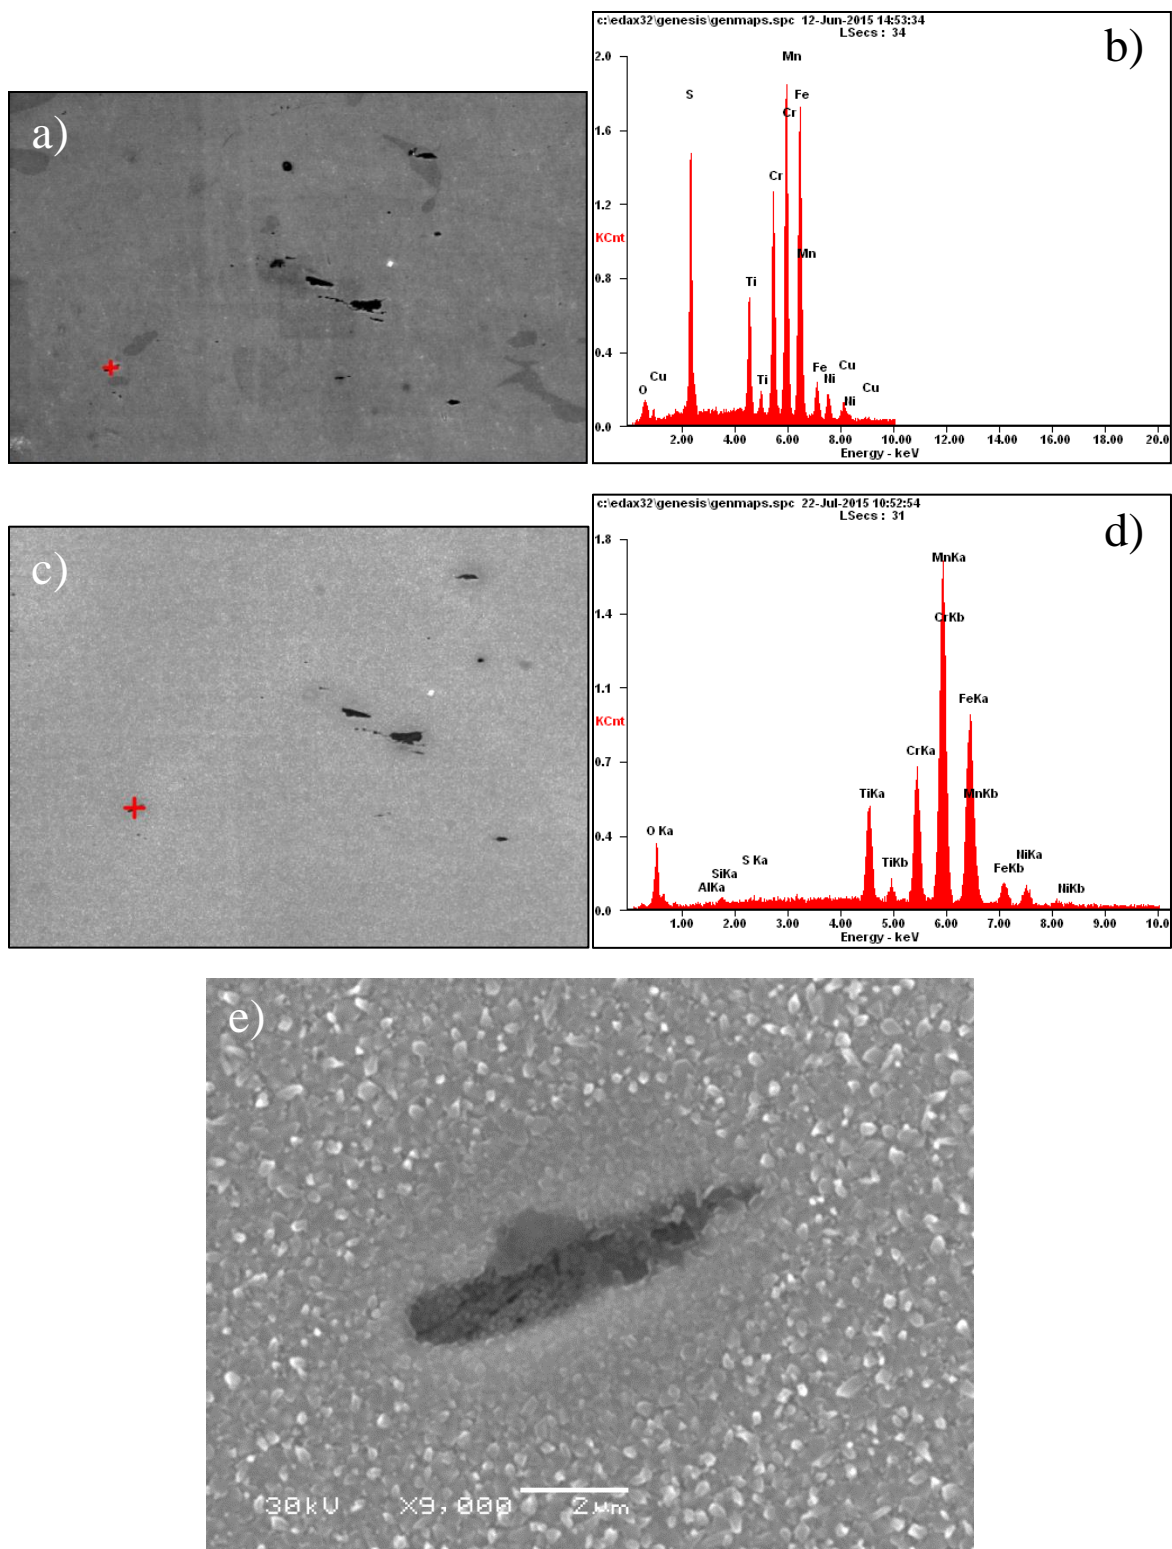 a)
c:\edax32\genesis\genmaps.spc 12-Jun-2015 14:53:34
LSecs : 34
b)
2.0
1.6
1.2
KCnt
0.8
0.4
0.0
Mn
S
Fe
Cr
Cr
Mn
Ti
Fe
Cu
Cu
Ti
Ni
Cu
O
Ni
2.00 4.00 6.00 8.00 10.00 12.00 14.00 16.00 18.00 20.0
Energy - keV
c)
c:\edax32\genesis\genmaps.spc 22-Jul-2015 10:52:54
LSecs : 31
d)
1.8
1.4
1.1
KCnt
0.7
0.4
0.0
MnKa
CrKb
FeKa
CrKa
TiKa
MnKb
O Ka
S Ka
TiKb
NiKa
SiKa
FeKb
AlKa
NiKb
1.00 2.00 3.00 4.00 5.00 6.00 7.00 8.00 9.00 10.0
Energy - keV
e)
30kV X9,000 2µm